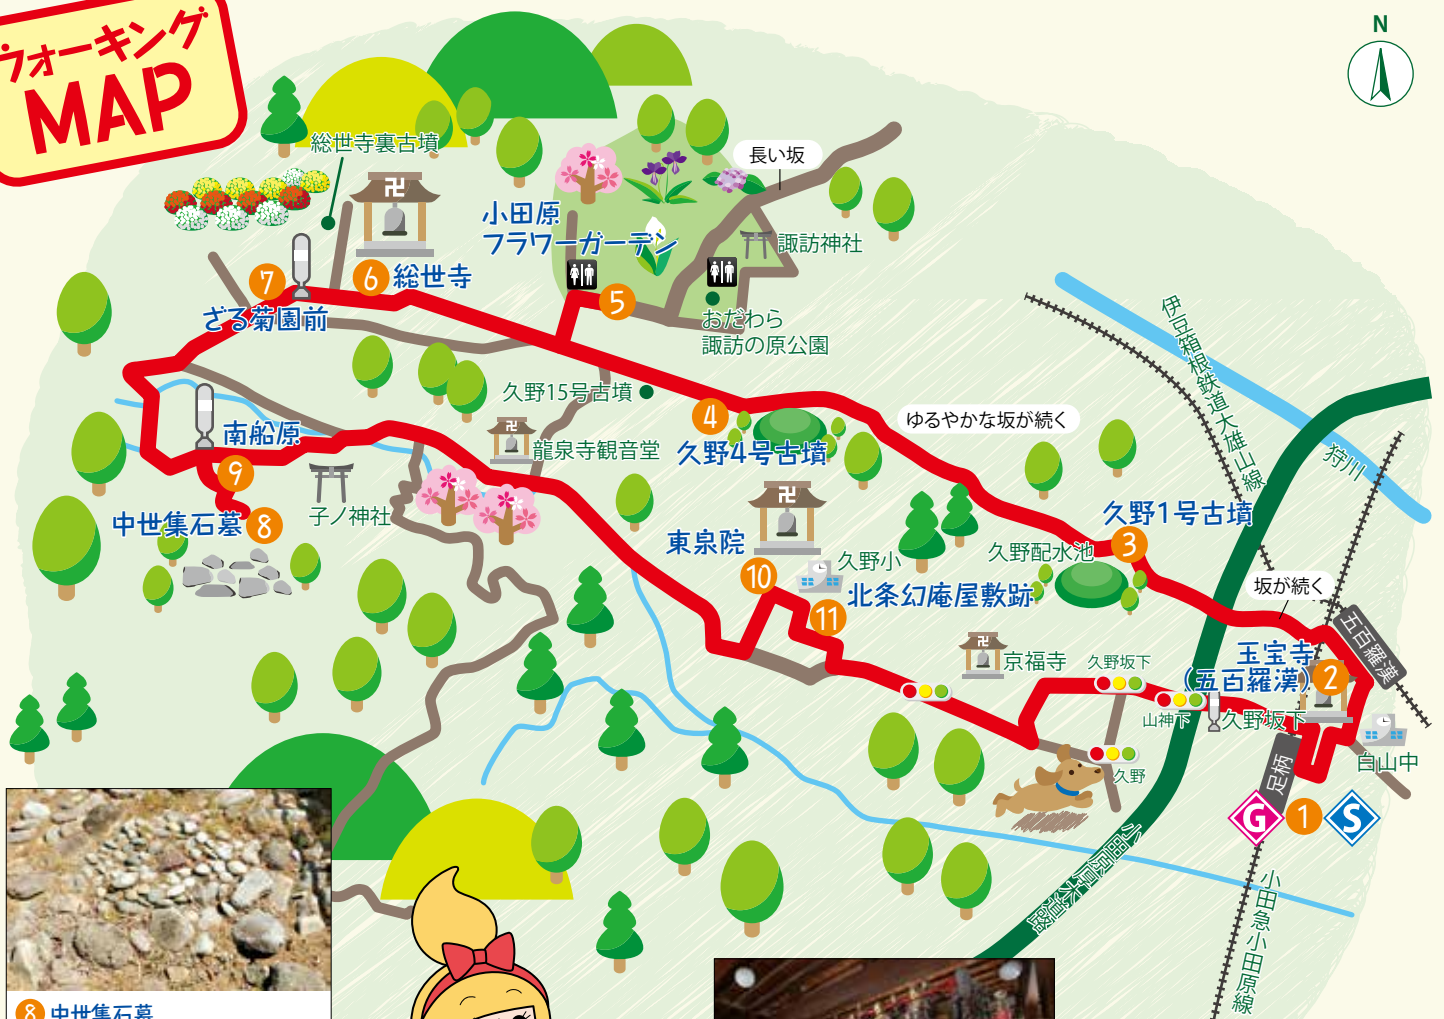 ウォーキング
MAP
N
総世寺裏古墳
長い坂
小田原
フラワーガーデン
諏訪神社
7
6
総世寺
5
ざる菊園前
おだわら
諏訪の原公園
伊豆箱根鉄道大雄山線
狩川
久野15号古墳
4
ゆるやかな坂が続く
南船原
龍泉寺観音堂
久野4号古墳
9
子ノ神社
中世集石墓
8
久野1号古墳
東泉院
久野小
久野配水池
3
10
北条幻庵屋敷跡
坂が続く
11
五百羅漢
京福寺
久野坂下
玉宝寺
(五百羅漢)
2
山神下
久野坂下
白山中
久野
足柄
G
1
S
小田原厚木道路
小田急小田原線
8 中世集石墓